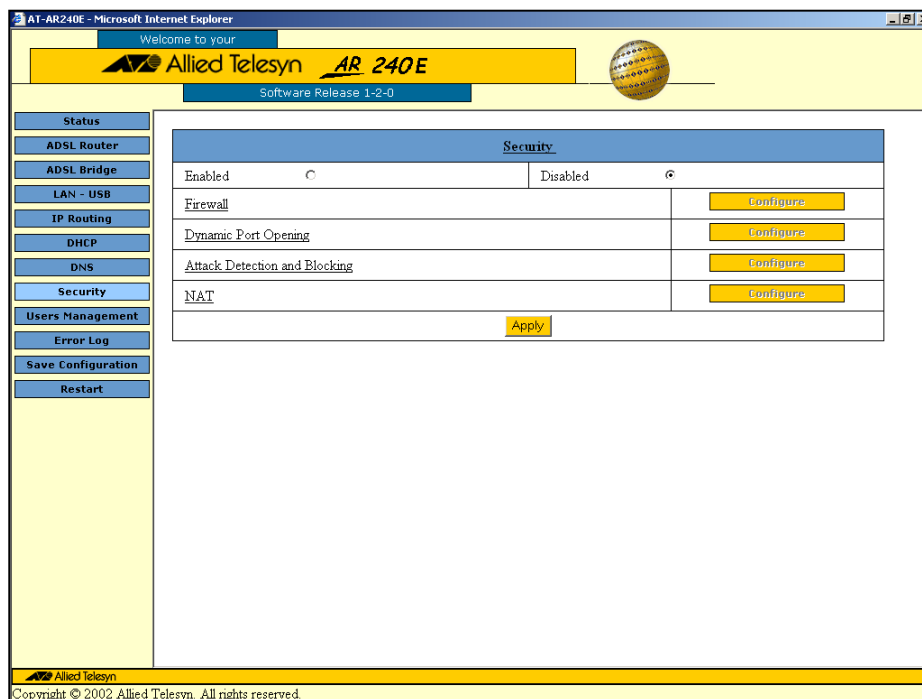 AT-AR240E - Microsoft Internet Explorer
Welcome to your
Allied Telesyn AR 240E
Software Release 1-2-0
Status
ADSL Router
ADSL Bridge
LAN - USB
IP Routing
DHCP
DNS
Security
Users Management
Error Log
Save Configuration
Restart
Security
Enabled Disabled
Firewall Configure
Dynamic Port Opening Configure
Attack Detection and Blocking Configure
NAT Configure
Apply
Allied Telesyn
Copyright © 2002 Allied Telesyn. All rights reserved.